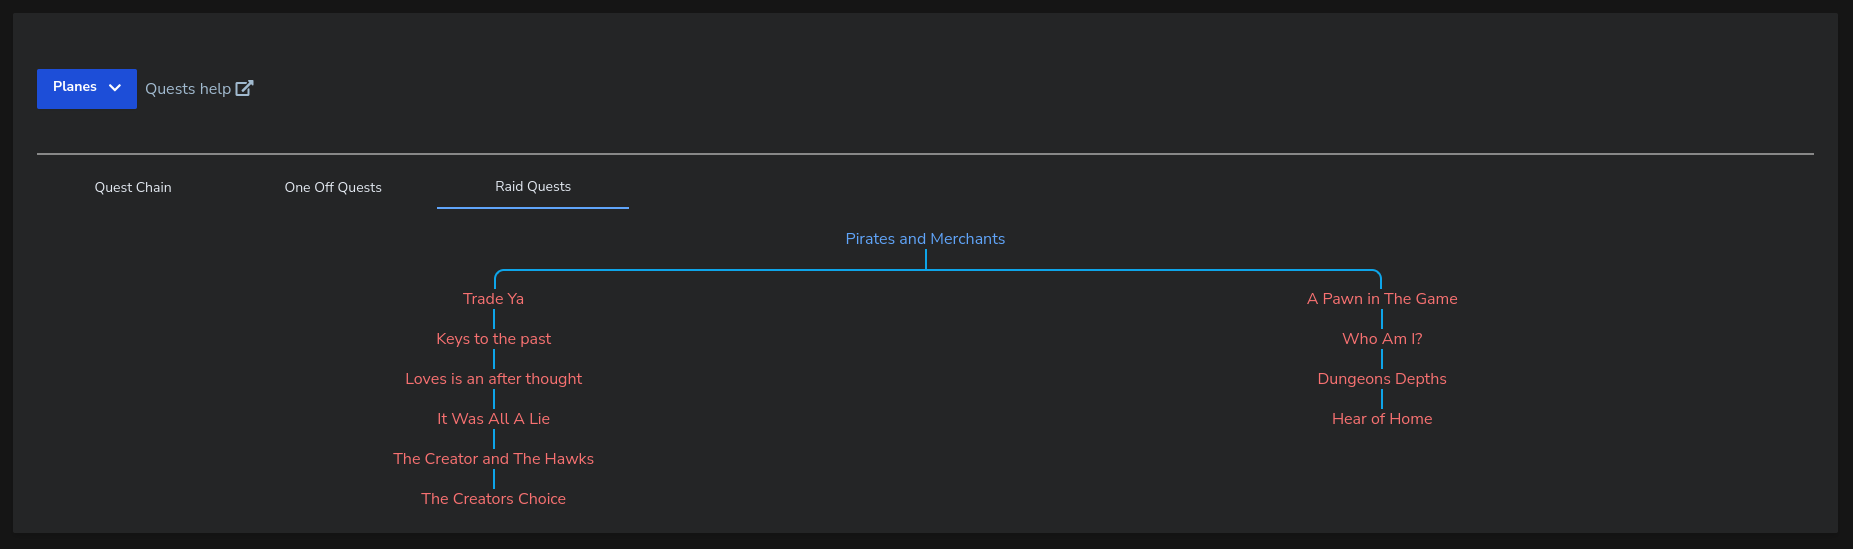 Planes
Quests help
Quest Chain
One Off Quests
Raid Quests
Pirates and Merchants
Trade Ya
A Pawn in The Game
Keys to the past
Who Am I?
Loves is an after thought
Dungeons Depths
It Was All A Lie
Hear of Home
The Creator and The Hawks
The Creators Choice